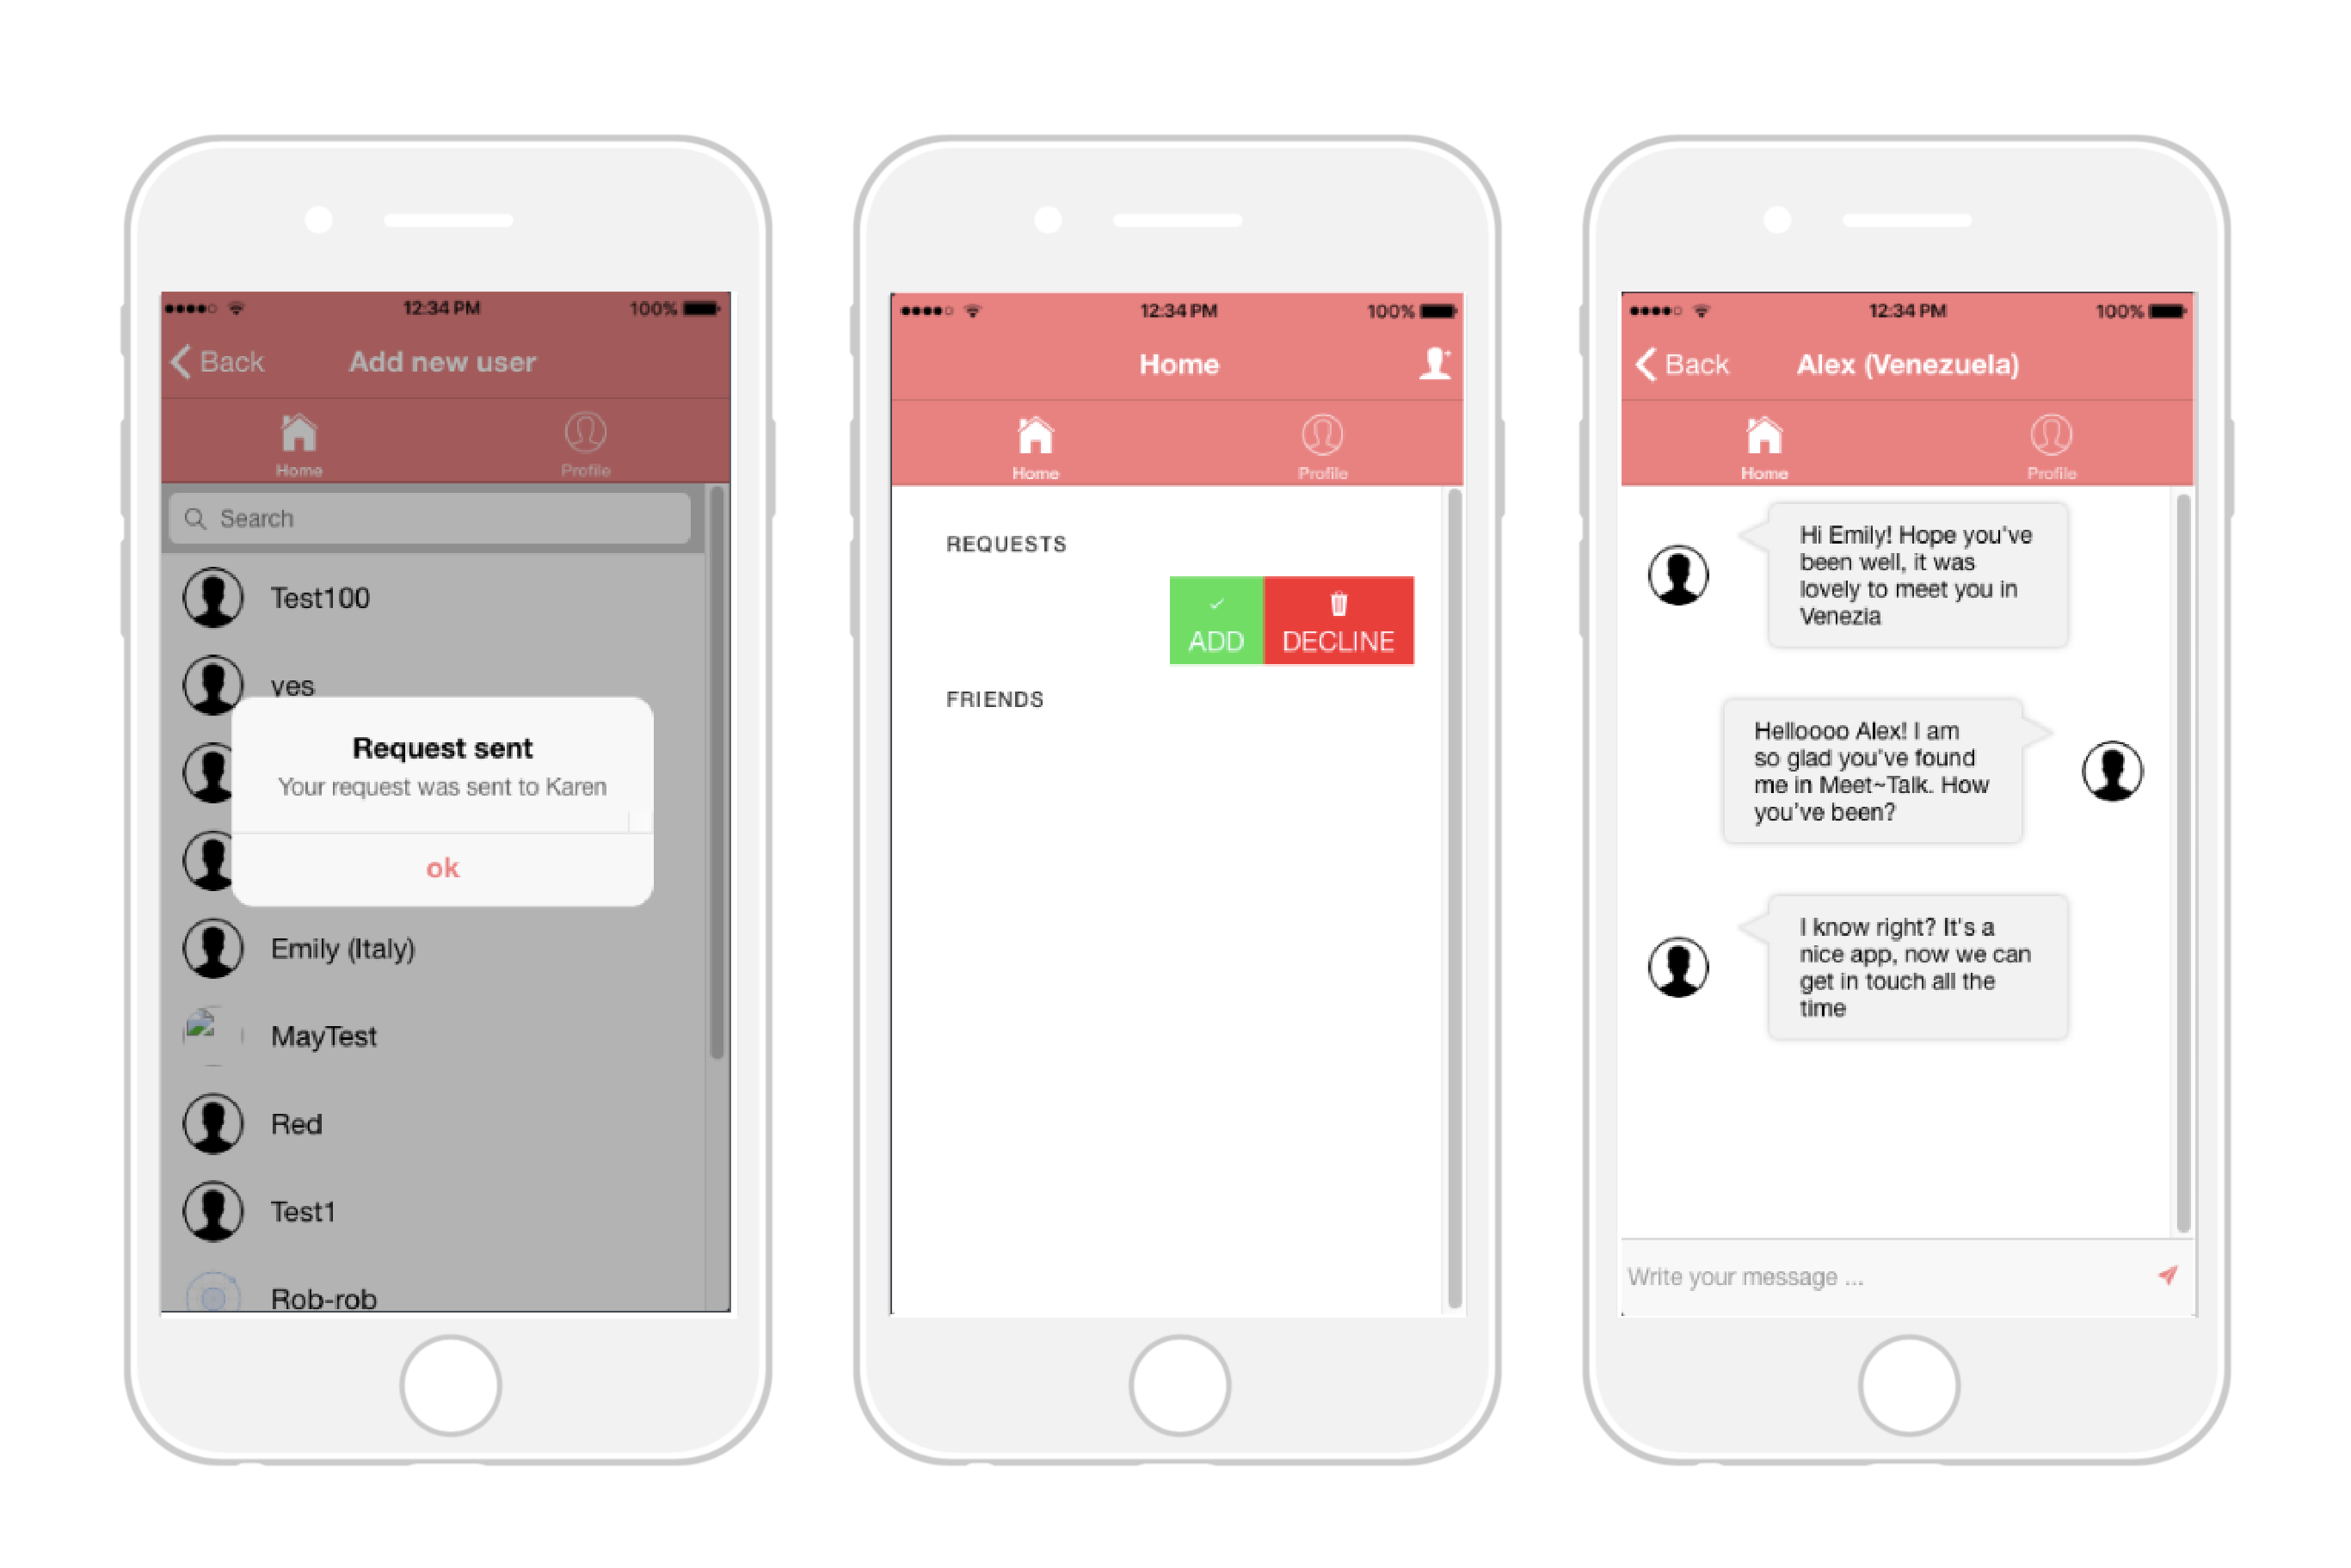 12:34 PM 100%
Back Add new user
Home Profile
Search
Test100
yes
Request sent
Your request was sent to Karen
ok
Emily (Italy)
MayTest
Red
Test1
Rob-rob
12:34 PM 100%
Home
Home Profile
REQUESTS
ADD DECLINE
FRIENDS
12:34 PM 100%
Back Alex (Venezuela)
Home Profile
Hi Emily! Hope you've
been well, it was
lovely to meet you in
Venezia
Helloooo Alex! I am
so glad you've found
me in Meet~Talk. How
you've been?
I know right? It's a
nice app, now we can
get in touch all the
time
Write your message ...